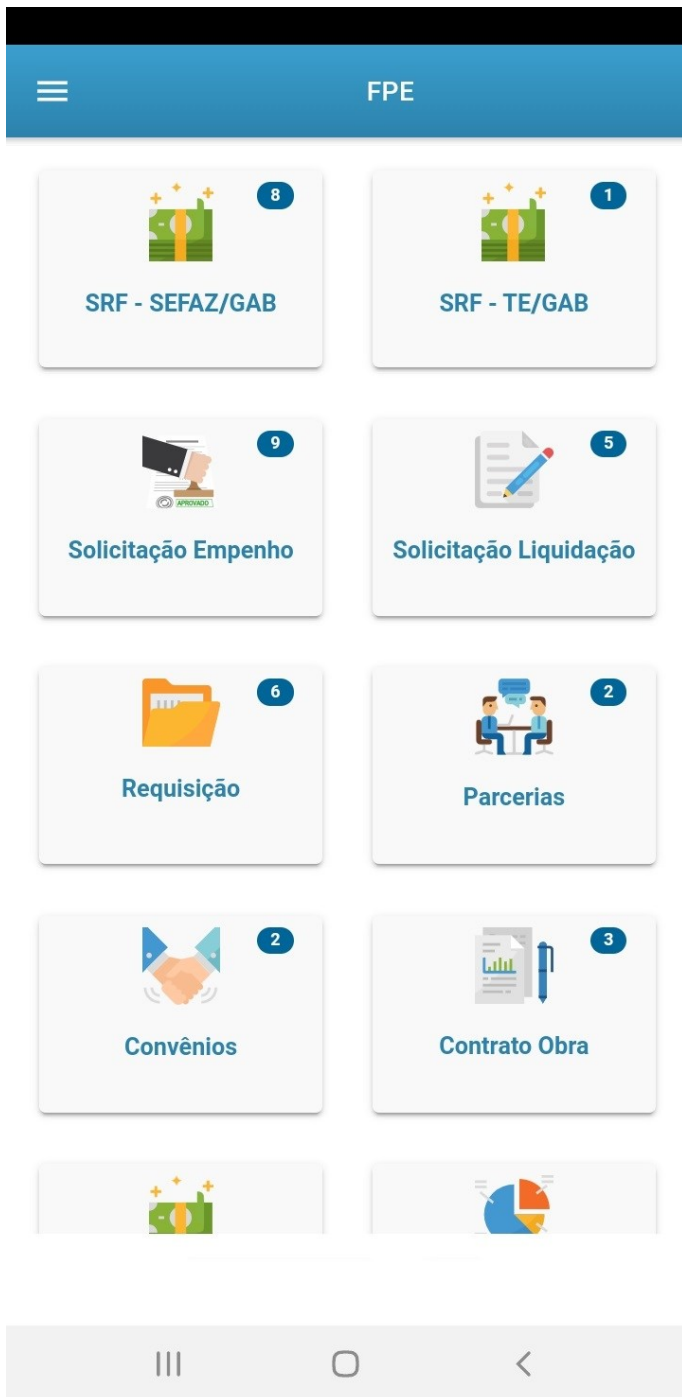 FPE
8
SRF - SEFAZ/GAB
1
SRF - TE/GAB
9
APROVADO
Solicitação Empenho
5
Solicitação Liquidação
6
Requisição
2
Parcerias
2
Convênios
3
Contrato Obra